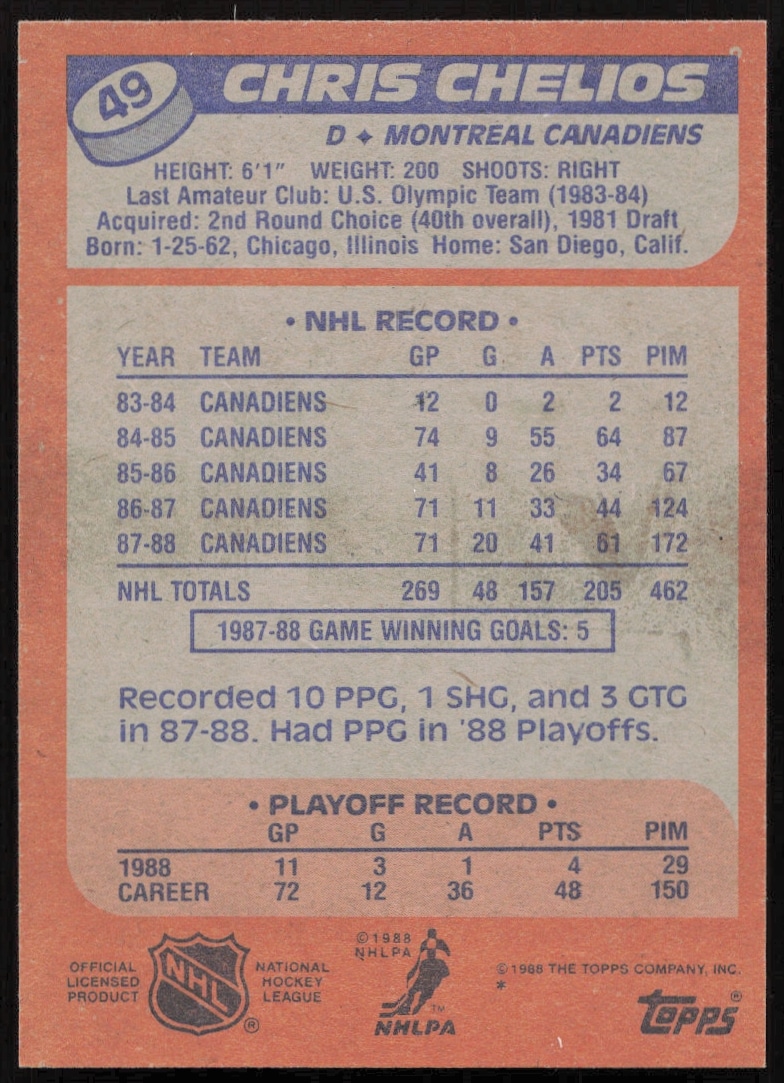 49
CHRIS CHELIOS
D ✦ MONTREAL CANADIENS
HEIGHT: 6'1" WEIGHT: 200 SHOOTS: RIGHT
Last Amateur Club: U.S. Olympic Team (1983-84)
Acquired: 2nd Round Choice (40th overall), 1981 Draft
Born: 1-25-62, Chicago, Illinois Home: San Diego, Calif.
• NHL RECORD •
YEAR TEAM GP G A PTS PIM
83-84 CANADIENS 12 0 2 2 12
84-85 CANADIENS 74 9 55 64 87
85-86 CANADIENS 41 8 26 34 67
86-87 CANADIENS 71 11 33 44 124
87-88 CANADIENS 71 20 41 61 172
NHL TOTALS 269 48 157 205 462
1987-88 GAME WINNING GOALS: 5
Recorded 10 PPG, 1 SHG, and 3 GTG
in 87-88. Had PPG in '88 Playoffs.
• PLAYOFF RECORD •
GP G A PTS PIM
1988 11 3 1 4 29
CAREER 72 12 36 48 150
OFFICIAL
LICENSED
PRODUCT
NHL
®
NATIONAL
HOCKEY
LEAGUE
©1988
NHLPA
™
NHLPA
©1988 THE TOPPS COMPANY, INC.
*
topps®